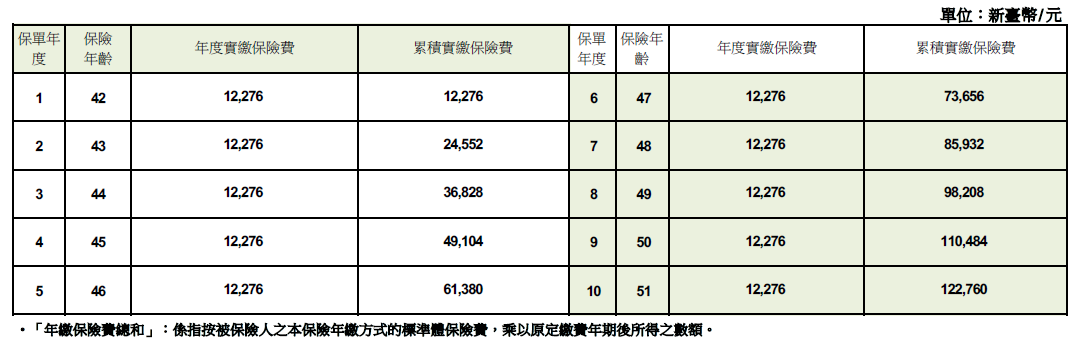 單位：新臺幣/元
保單年度 保險年齡 年度實繳保險費 累積實繳保險費 保單年度 保險年齡 年度實繳保險費 累積實繳保險費
1 42 12,276 12,276 6 47 12,276 73,656
2 43 12,276 24,552 7 48 12,276 85,932
3 44 12,276 36,828 8 49 12,276 98,208
4 45 12,276 49,104 9 50 12,276 110,484
5 46 12,276 61,380 10 51 12,276 122,760
・「年繳保險費總和」：係指按被保險人之本保險年繳方式的標準體保險費，乘以原定繳費年期後所得之數額。